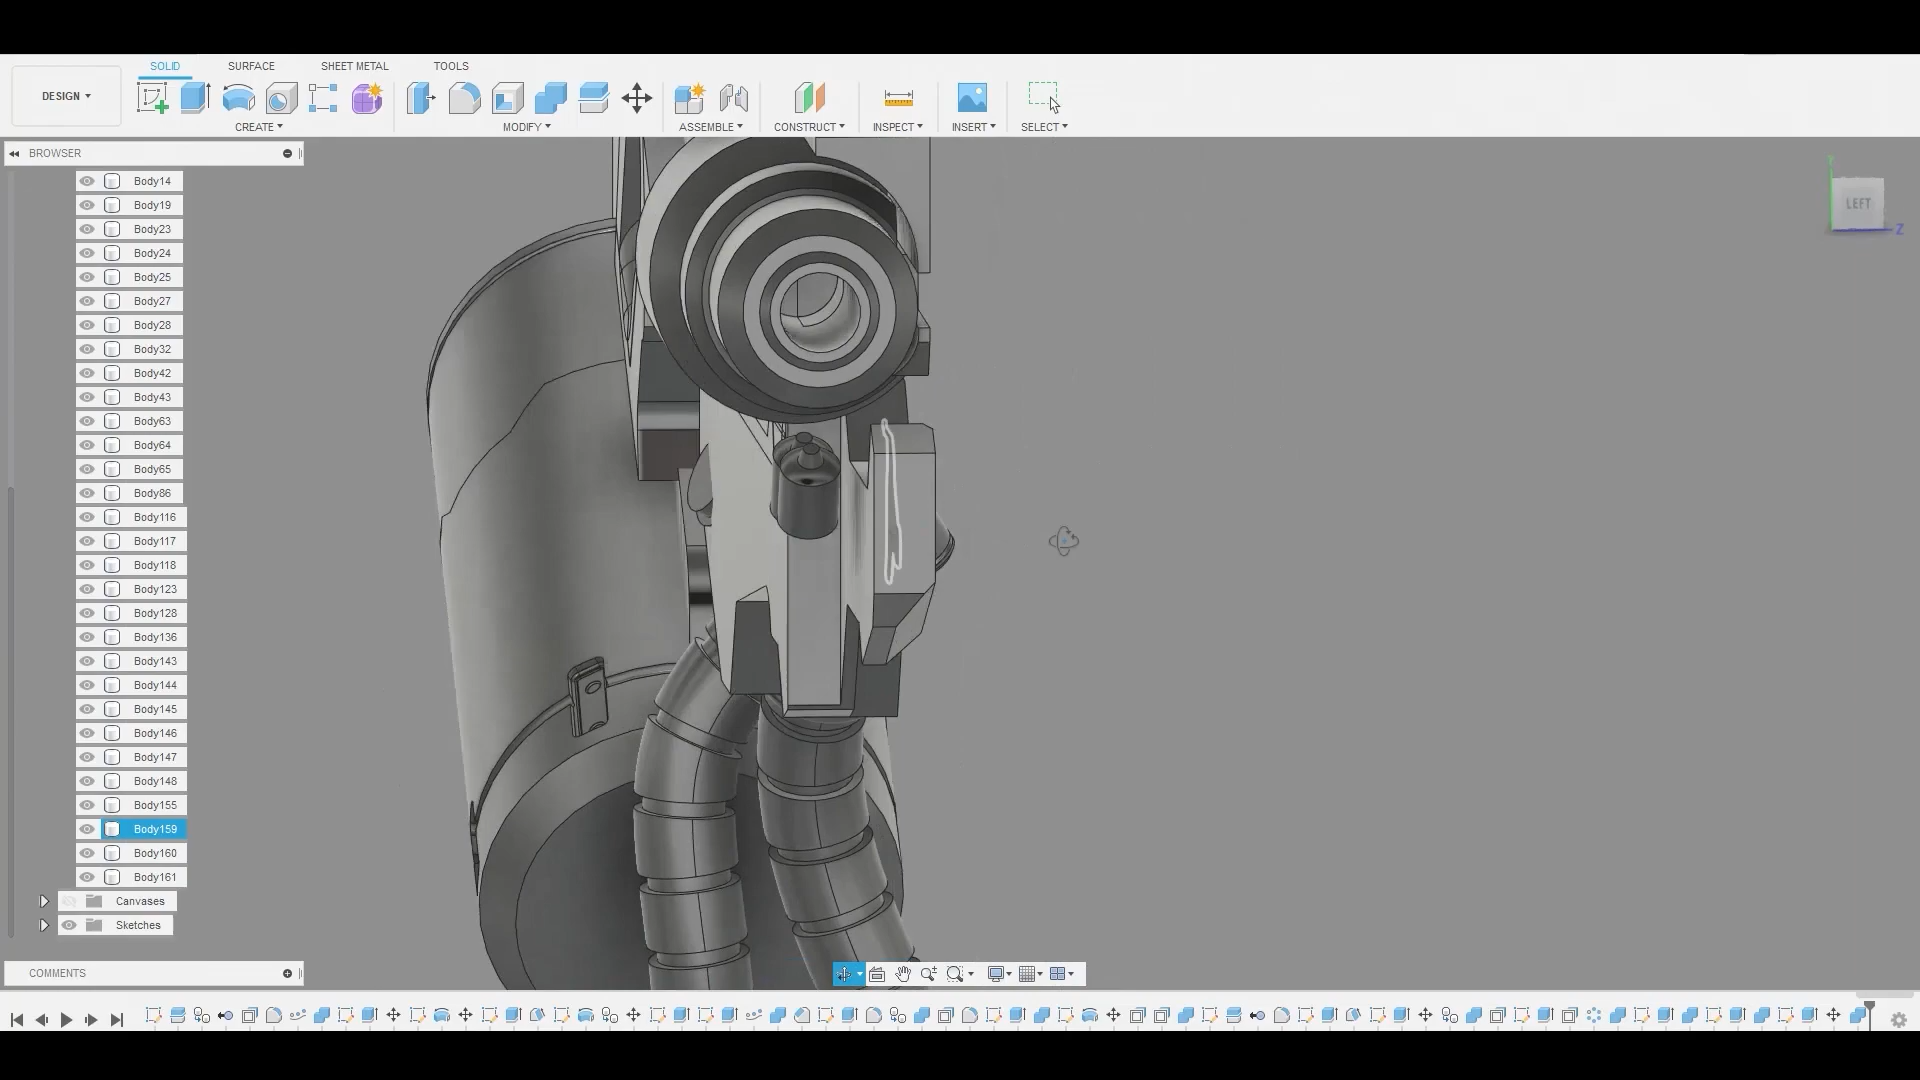 SOLID SURFACE SHEET METAL TOOLS
DESIGN
CREATE MODIFY ASSEMBLE CONSTRUCT INSPECT INSERT SELECT
BROWSER
Body14
Body19
Body23
Body24
Body25
Body27
Body28
Body32
Body42
Body43
Body63
Body64
Body65
Body86
Body116
Body117
Body118
Body123
Body128
Body136
Body143
Body144
Body145
Body146
Body147
Body148
Body155
Body159
Body160
Body161
Canvases
Sketches
COMMENTS
Y
LEFT
Z